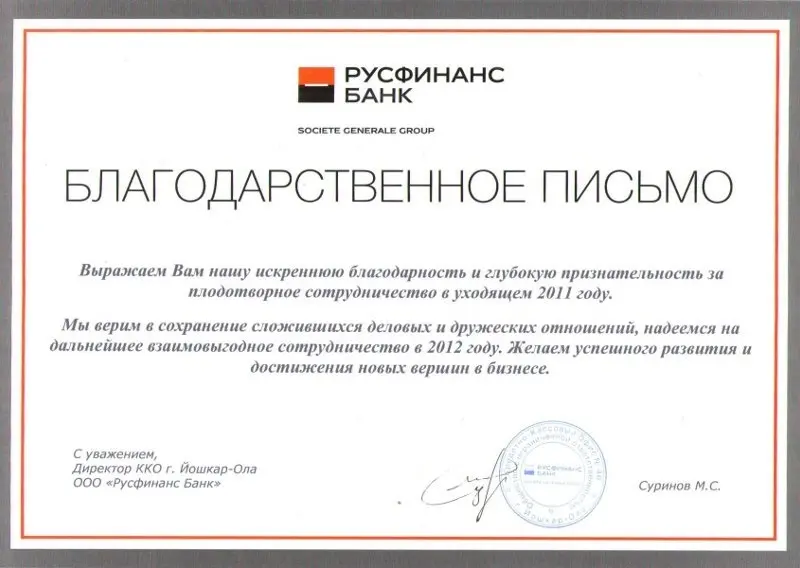 РУСФИНАНС
БАНК
SOCIETE GENERALE GROUP
БЛАГОДАРСТВЕННОЕ ПИСЬМО
Выражаем Вам нашу искреннюю благодарность и глубокую признательность за
плодотворное сотрудничество в уходящем 2011 году.
Мы верим в сохранение сложившихся деловых и дружеских отношений, надеемся на
дальнейшее взаимовыгодное сотрудничество в 2012 году. Желаем успешного развития и
достижения новых вершин в бизнесе.
С уважением,
Директор ККО г. Йошкар-Ола
ООО «Русфинанс Банк»
РУСФИНАНС
БАНК
Суринов М.С.